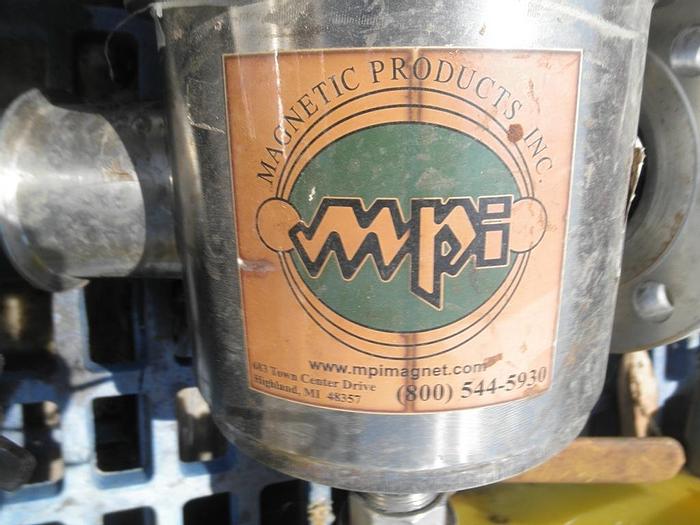 MAGNETIC PRODUCTS, INC.
mpi
www.mpimagnet.com
683 Town Center Drive
Highland, MI 48357
(800) 544-5930